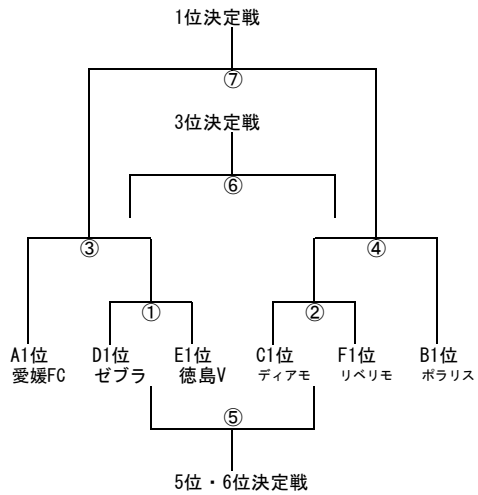 1位決定戦
⑦
3位決定戦
⑥
③ ④
① ②
A1位 D1位 E1位 C1位 F1位 B1位
愛媛FC ゼブラ 徳島V ディアモ リベリモ ポラリス
⑤
5位・6位決定戦